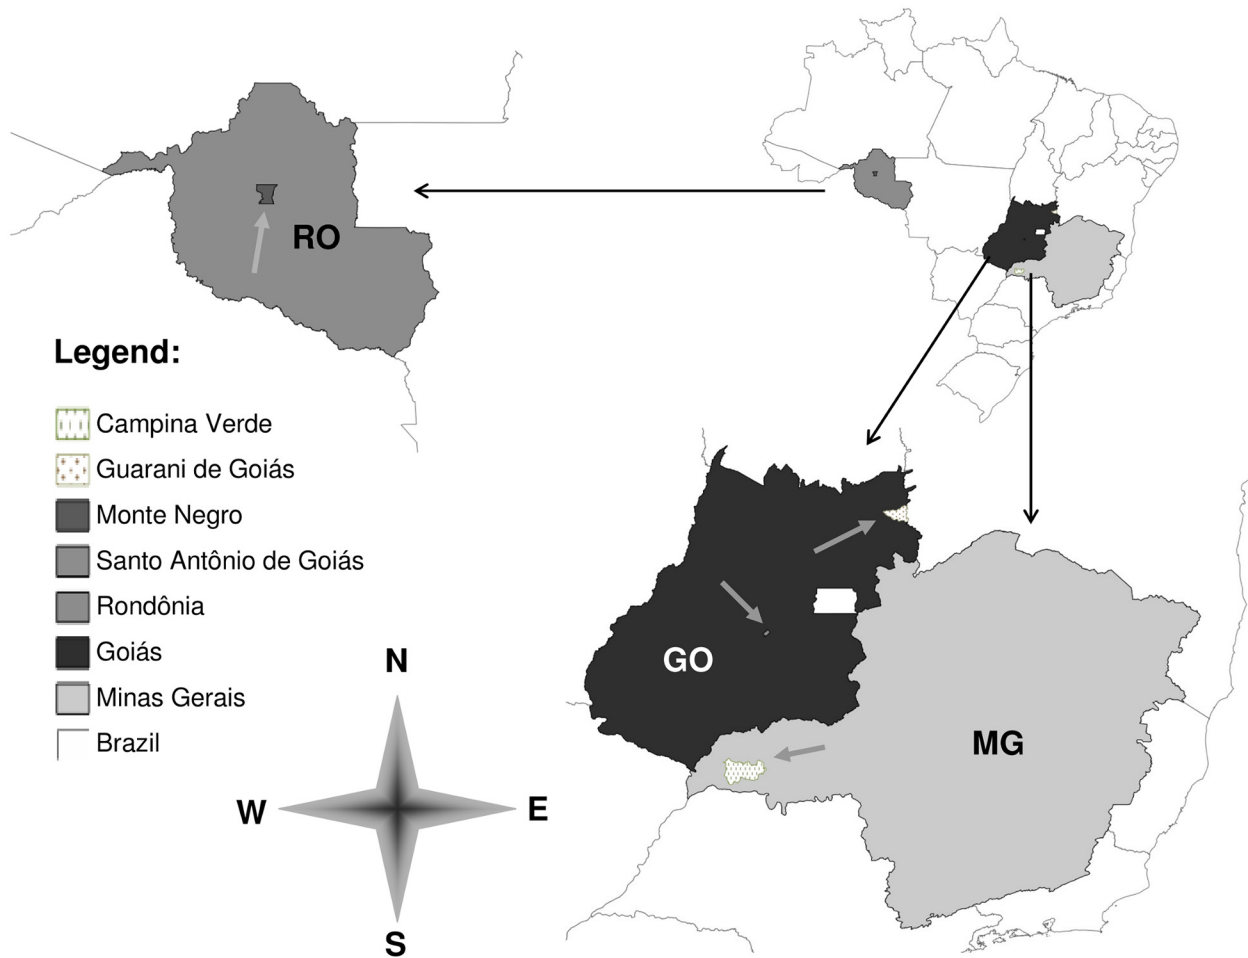 RO
Legend:
Campina Verde
Guarani de Goiás
Monte Negro
Santo Antônio de Goiás
Rondônia
Goiás
Minas Gerais
Brazil
N
W
E
S
GO
MG